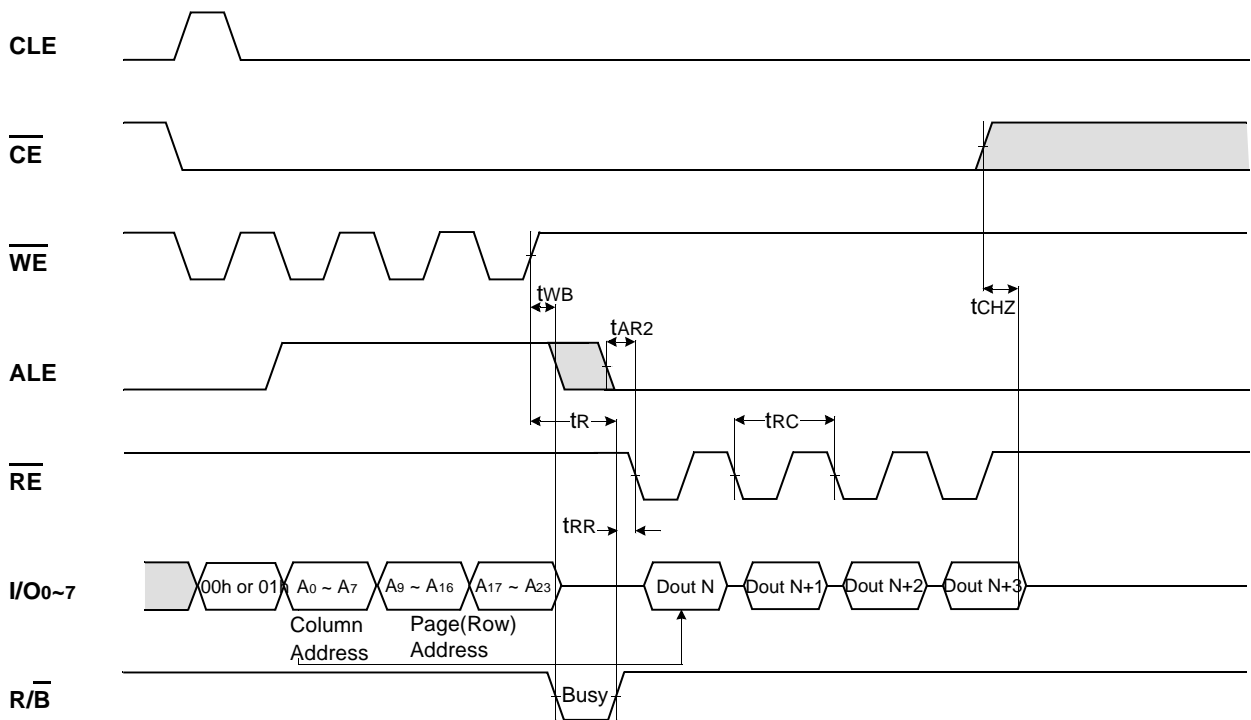 CLE
CE
WE
tWB
tCHZ
tAR2
ALE
tR
tRC
RE
tRR
I/O0~7
00h or 01h
A0 ~ A7
A9 ~ A16
A17 ~ A23
Dout N
Dout N+1
Dout N+2
Dout N+3
Column
Address
Page(Row)
Address
R/B
Busy